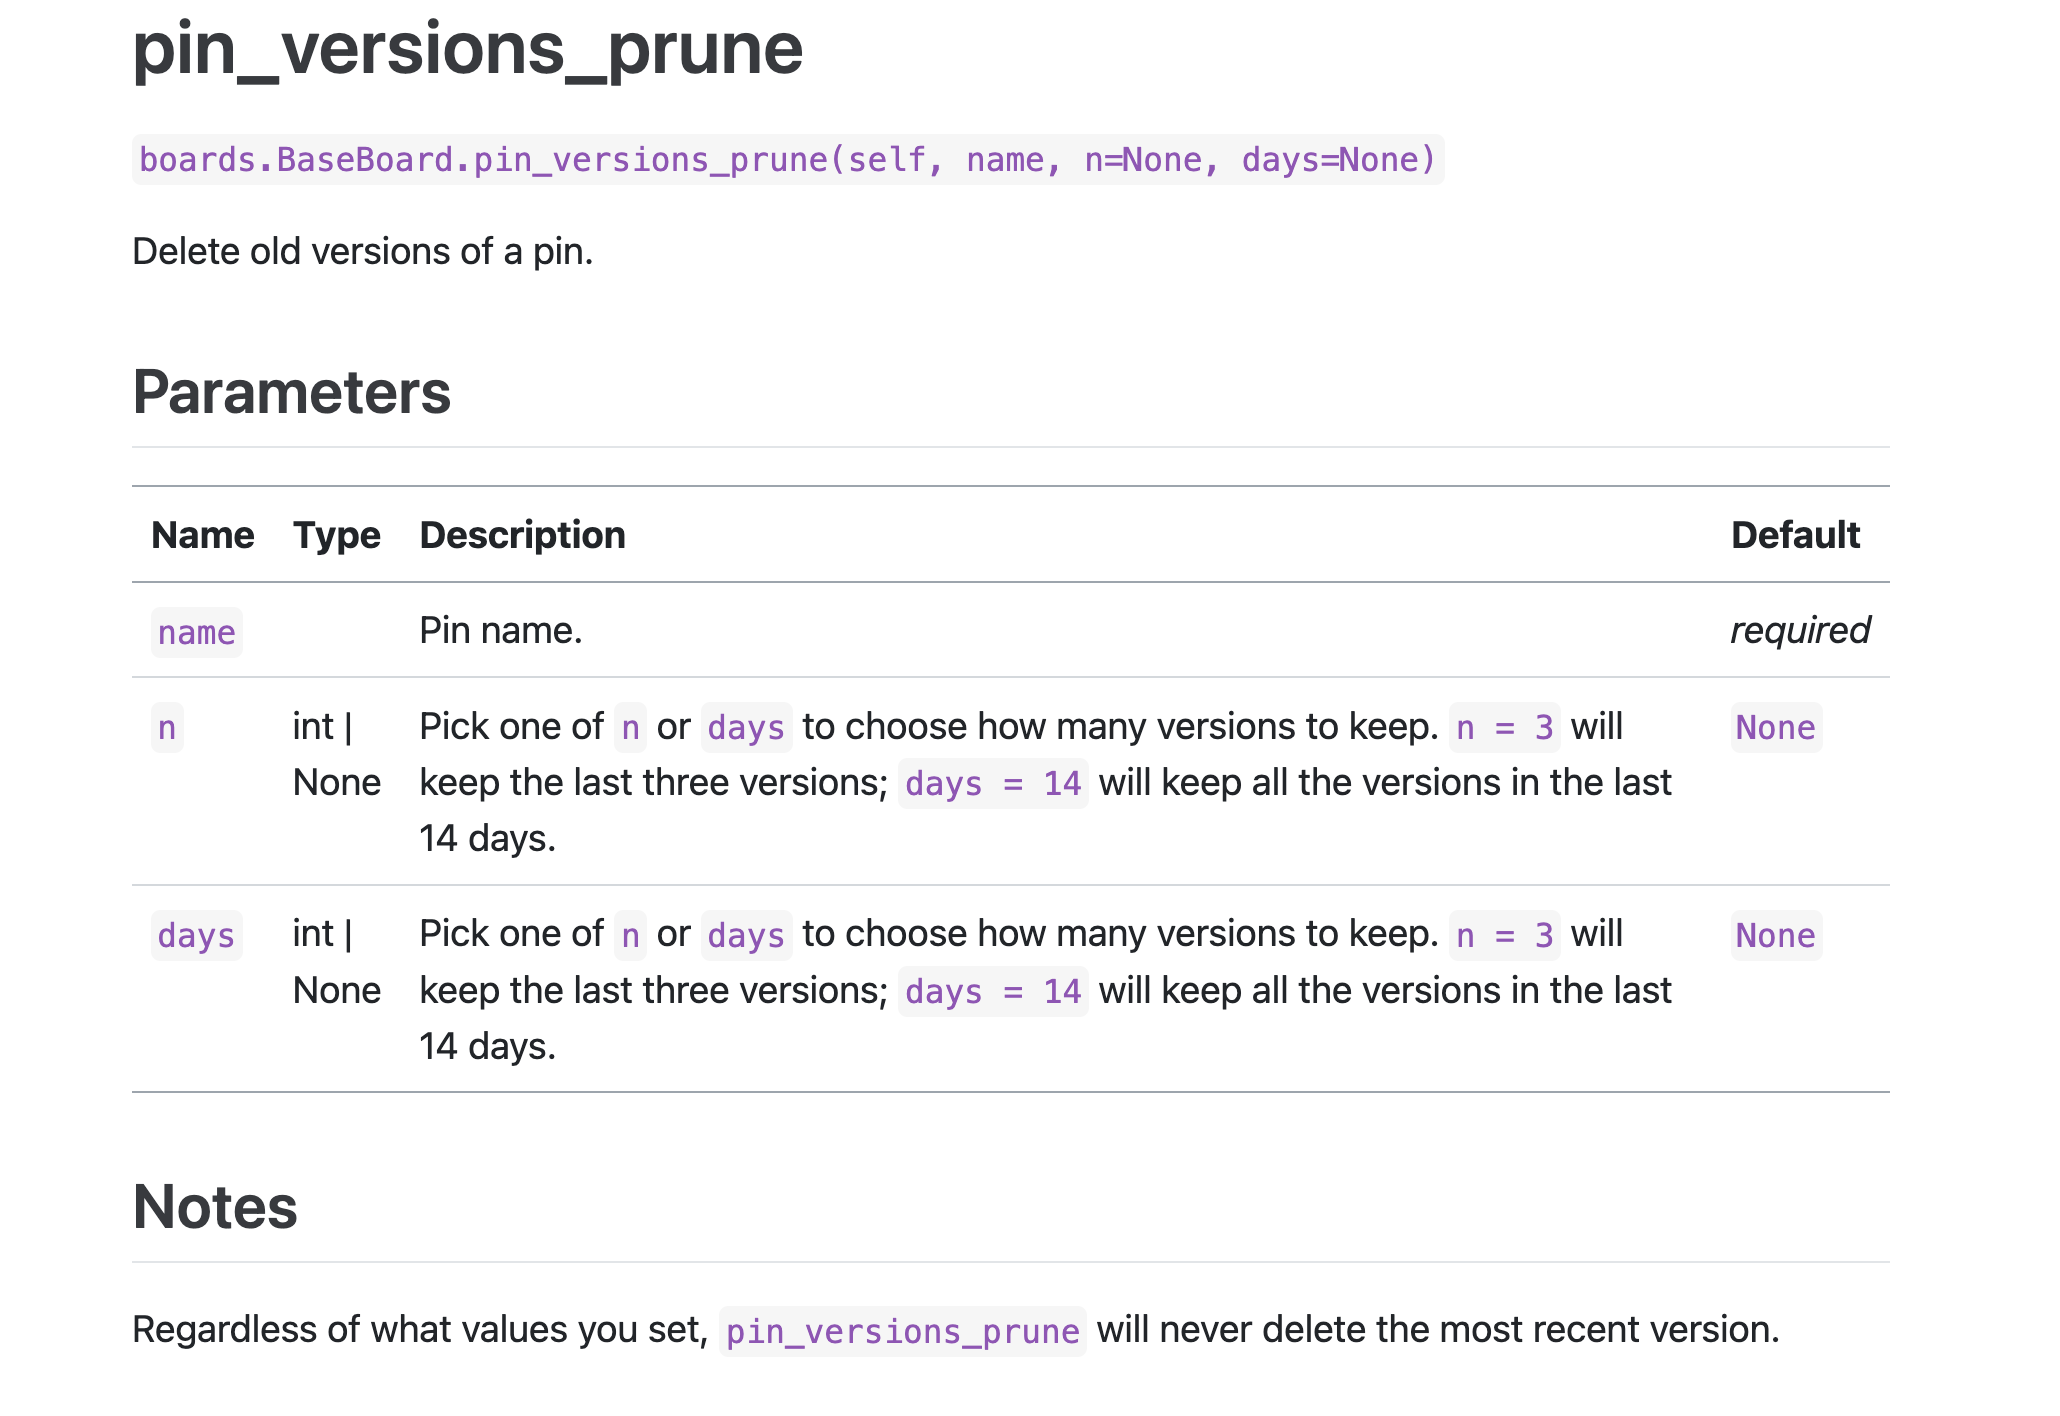 pin_versions_prune
boards.BaseBoard.pin_versions_prune(self, name, n=None, days=None)
Delete old versions of a pin.
Parameters
Name Type Description Default
name Pin name. required
n int | Pick one of n or days to choose how many versions to keep. n = 3 will None
None keep the last three versions; days = 14 will keep all the versions in the last
14 days.
days int | Pick one of n or days to choose how many versions to keep. n = 3 will None
None keep the last three versions; days = 14 will keep all the versions in the last
14 days.
Notes
Regardless of what values you set, pin_versions_prune will never delete the most recent version.